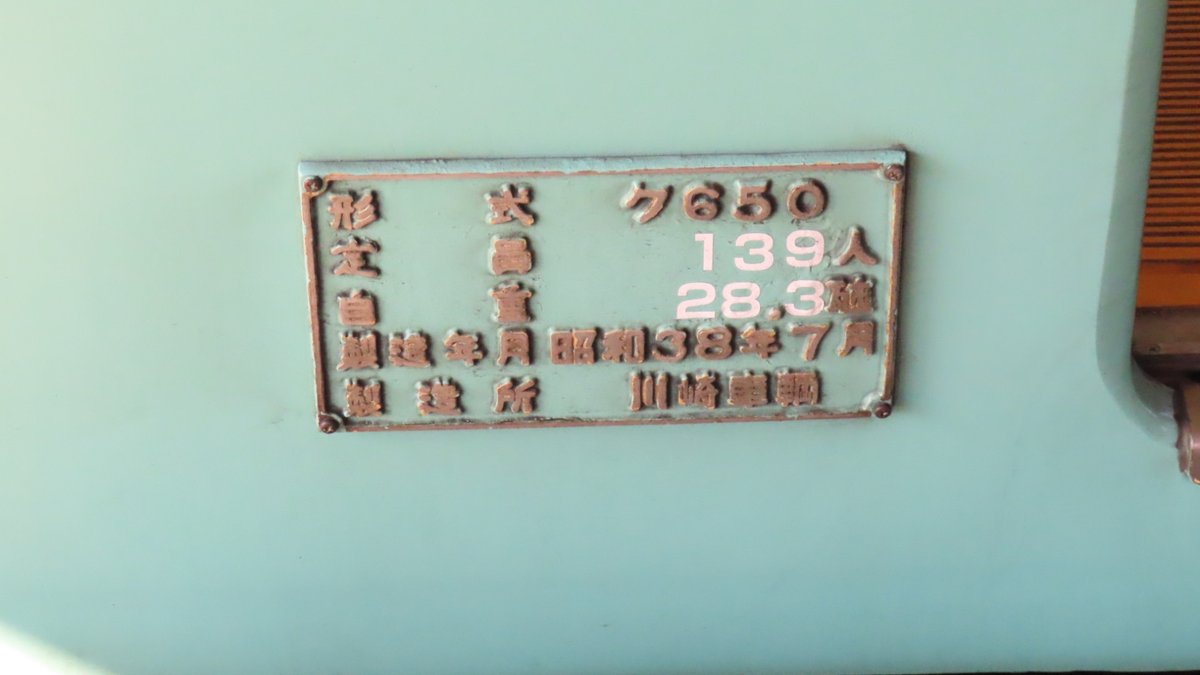 形式 ク650
定員 139人
自重 28.3瓲
製造年月 昭和38年7月
製造所 川崎車輌